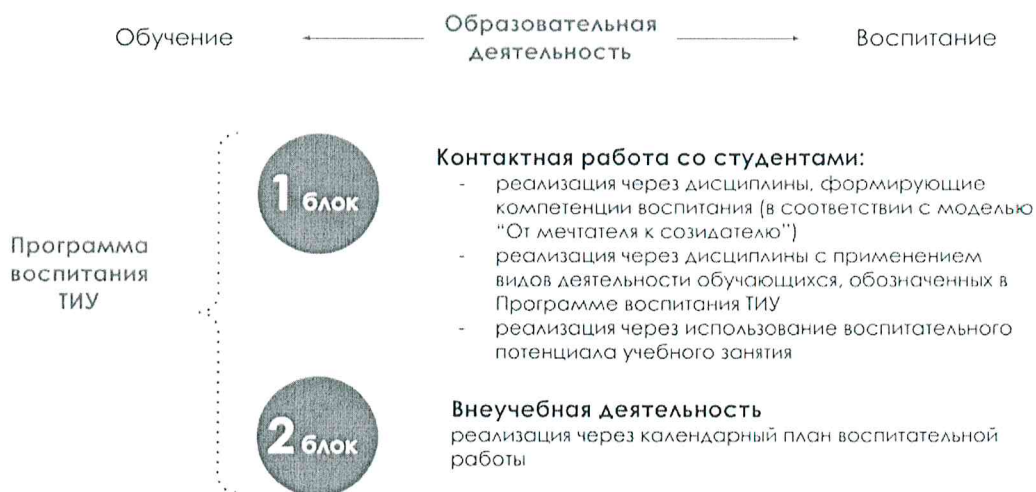 Обучение
Образовательная
деятельность
Воспитание
Программа
воспитания
ТИУ
1 блок
Контактная работа со студентами:
- реализация через дисциплины, формирующие
компетенции воспитания (в соответствии с моделью
"От мечтателя к созидателю")
- реализация через дисциплины с применением
видов деятельности обучающихся, обозначенных в
Программе воспитания ТИУ
- реализация через использование воспитательного
потенциала учебного занятия
2 блок
Внеучебная деятельность
реализация через календарный план воспитательной
работы